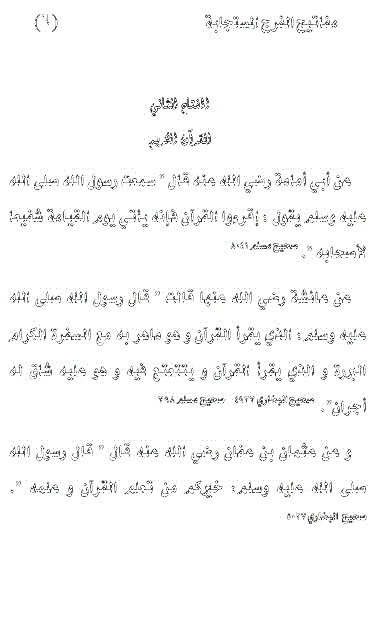 مفاتيح الفرج المستجابة (٦)
المفتاح الثاني
القرآن الكريم
عن أبي أمامة رضي الله عنه قال " سمعت رسول الله صلى الله
عليه وسلم يقول : إقرءوا القرآن فإنه يأتي يوم القيامة شفيعا
لأصحابه ". صحيح مسلم
عن عائشة رضي الله عنها قالت " قال رسول الله صلى الله
عليه وسلم : الذي يقرأ القرآن و هو ماهر به مع السفرة الكرام
البررة و الذي يقرأ القرآن و يتتعتع فيه و هو عليه شاق له
أجران". صحيح البخاري ٤٩٣٧ صحيح مسلم ٧٩٨
و عن عثمان بن عفان رضي الله عنه قال " قال رسول الله
صلى الله عليه وسلم : خيركم من تعلم القرآن و علمه ".
صحيح البخاري ٥٠٢٧